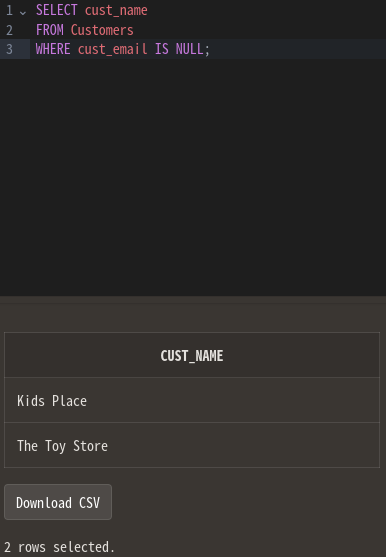 1 SELECT cust_name
2 FROM Customers
3 WHERE cust_email IS NULL;
CUST_NAME
Kids Place
The Toy Store
Download CSV
2 rows selected.